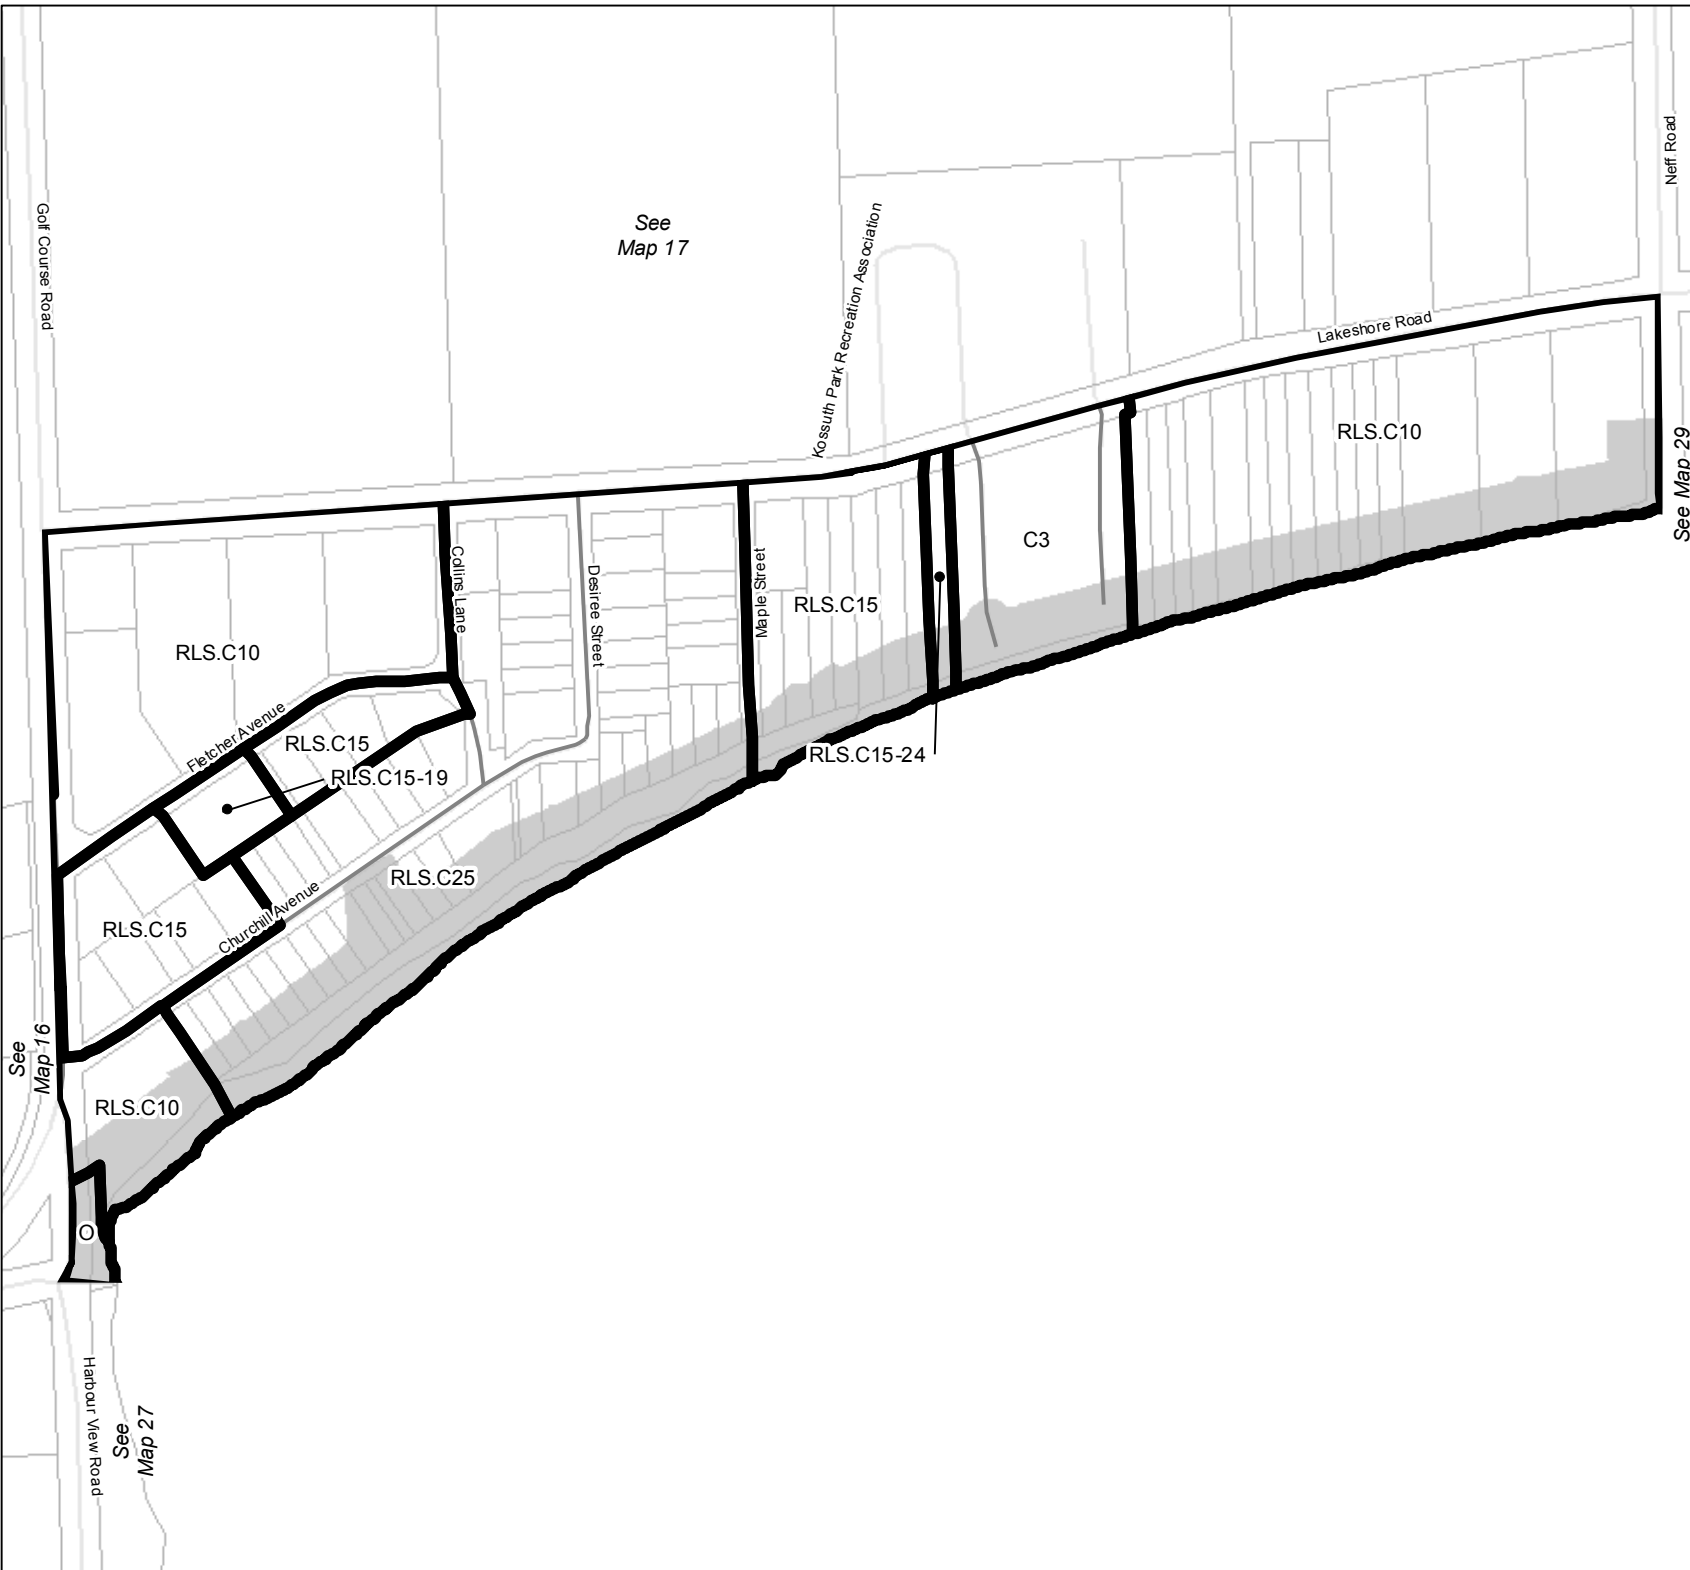 Neff Road
Golf Course Road
See
Map 17
Kossuth Park Recreation Association
Lakeshore Road
RLS.C10
See Map 29
C3
Collins Lane
Desiree Street
Maple Street
RLS.C15
RLS.C10
Fletcher Avenue
RLS.C15
RLS.C15-24
RLS.C15-19
RLS.C25
Churchill Avenue
RLS.C15
See
Map 16
RLS.C10
O
Harbour View Road
See
Map 27